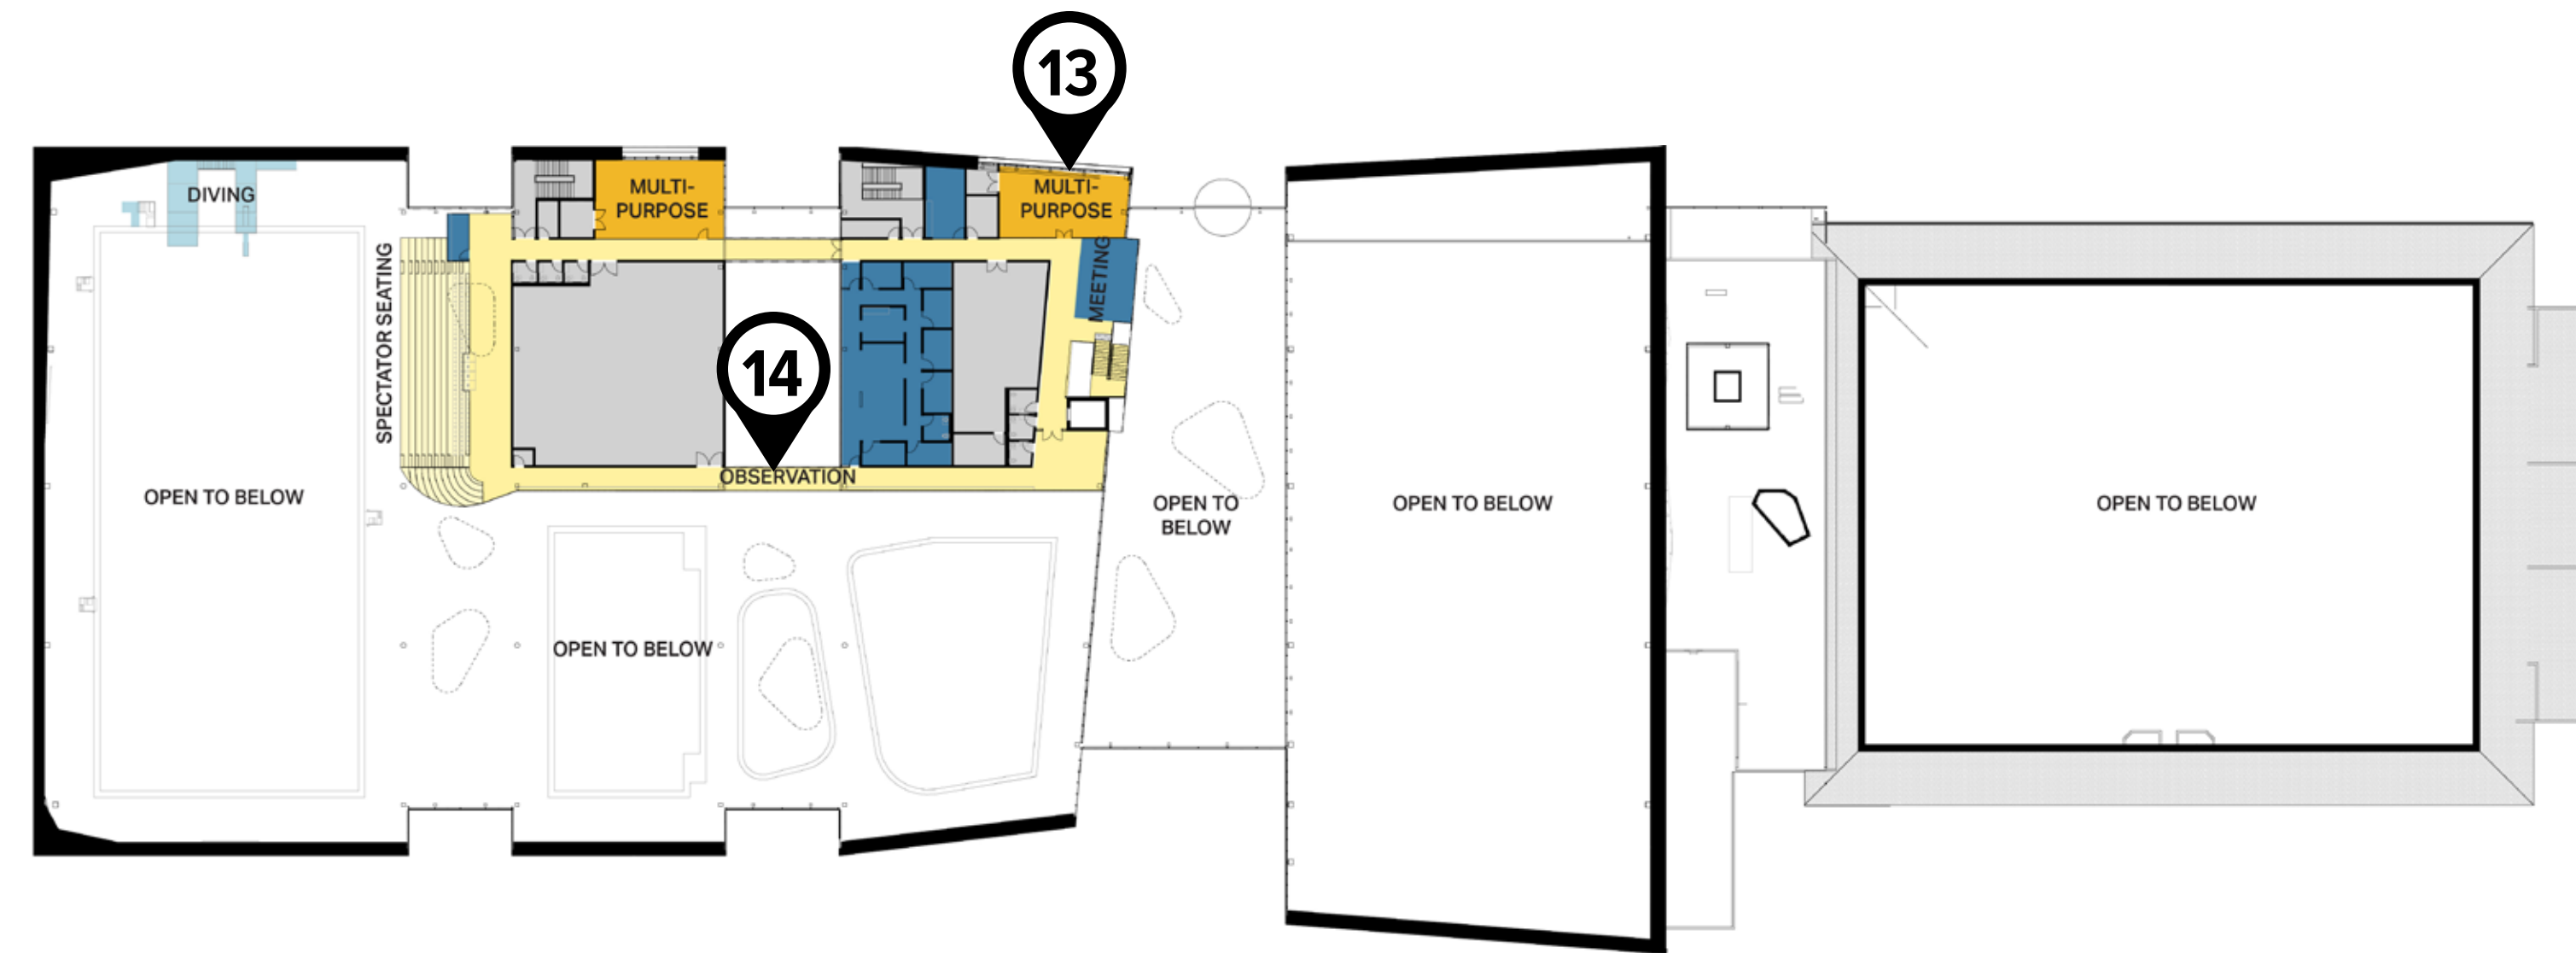 13
DIVING
MULTI-
PURPOSE
MULTI-
PURPOSE
SPECTATOR SEATING
MEETING
14
OBSERVATION
OPEN TO BELOW
OPEN TO
BELOW
OPEN TO BELOW
OPEN TO BELOW
OPEN TO BELOW